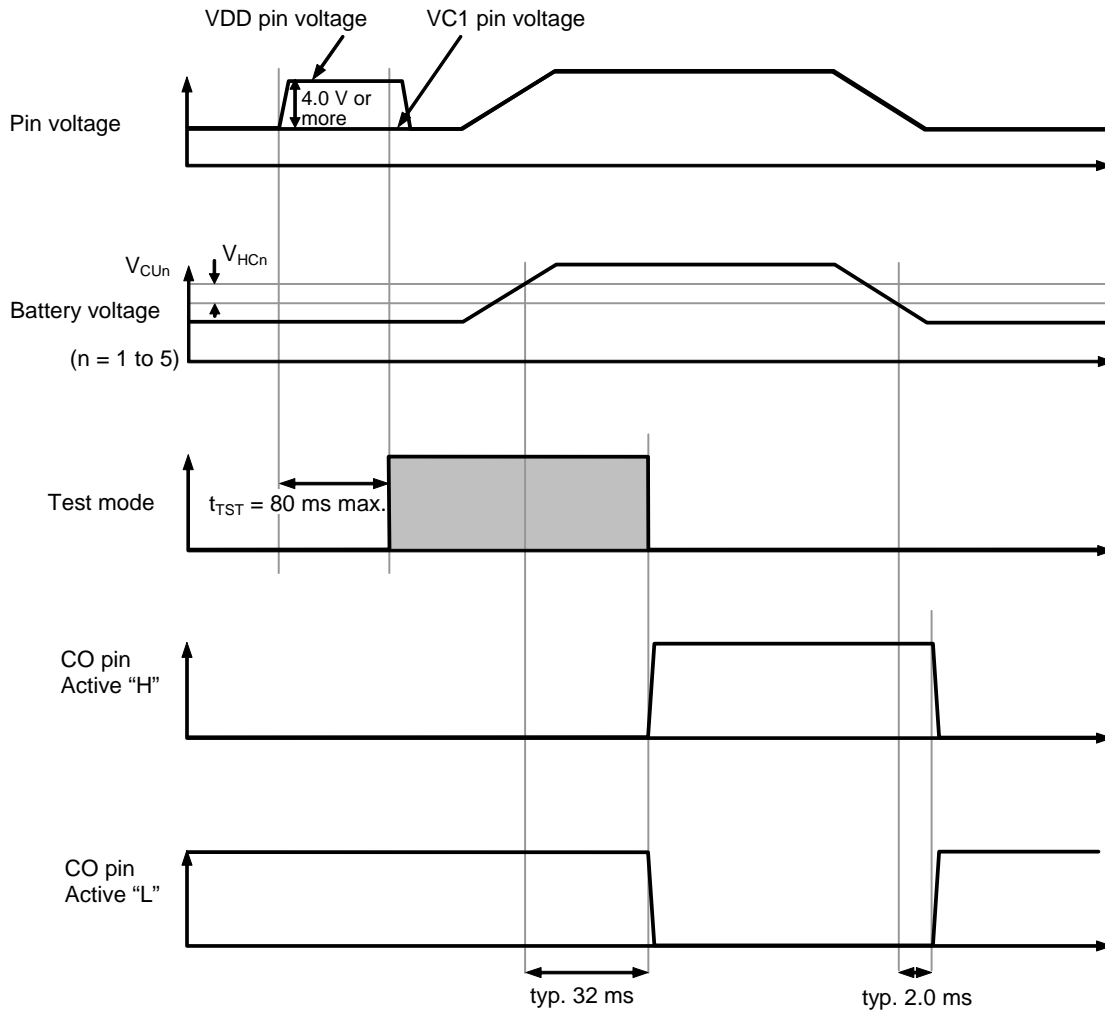 VDD pin voltage
VC1 pin voltage
4.0 V or
more
Pin voltage
VCUn
VHCn
Battery voltage
(n = 1 to 5)
Test mode
tTST = 80 ms max.
CO pin
Active “H”
CO pin
Active “L”
typ. 32 ms
typ. 2.0 ms